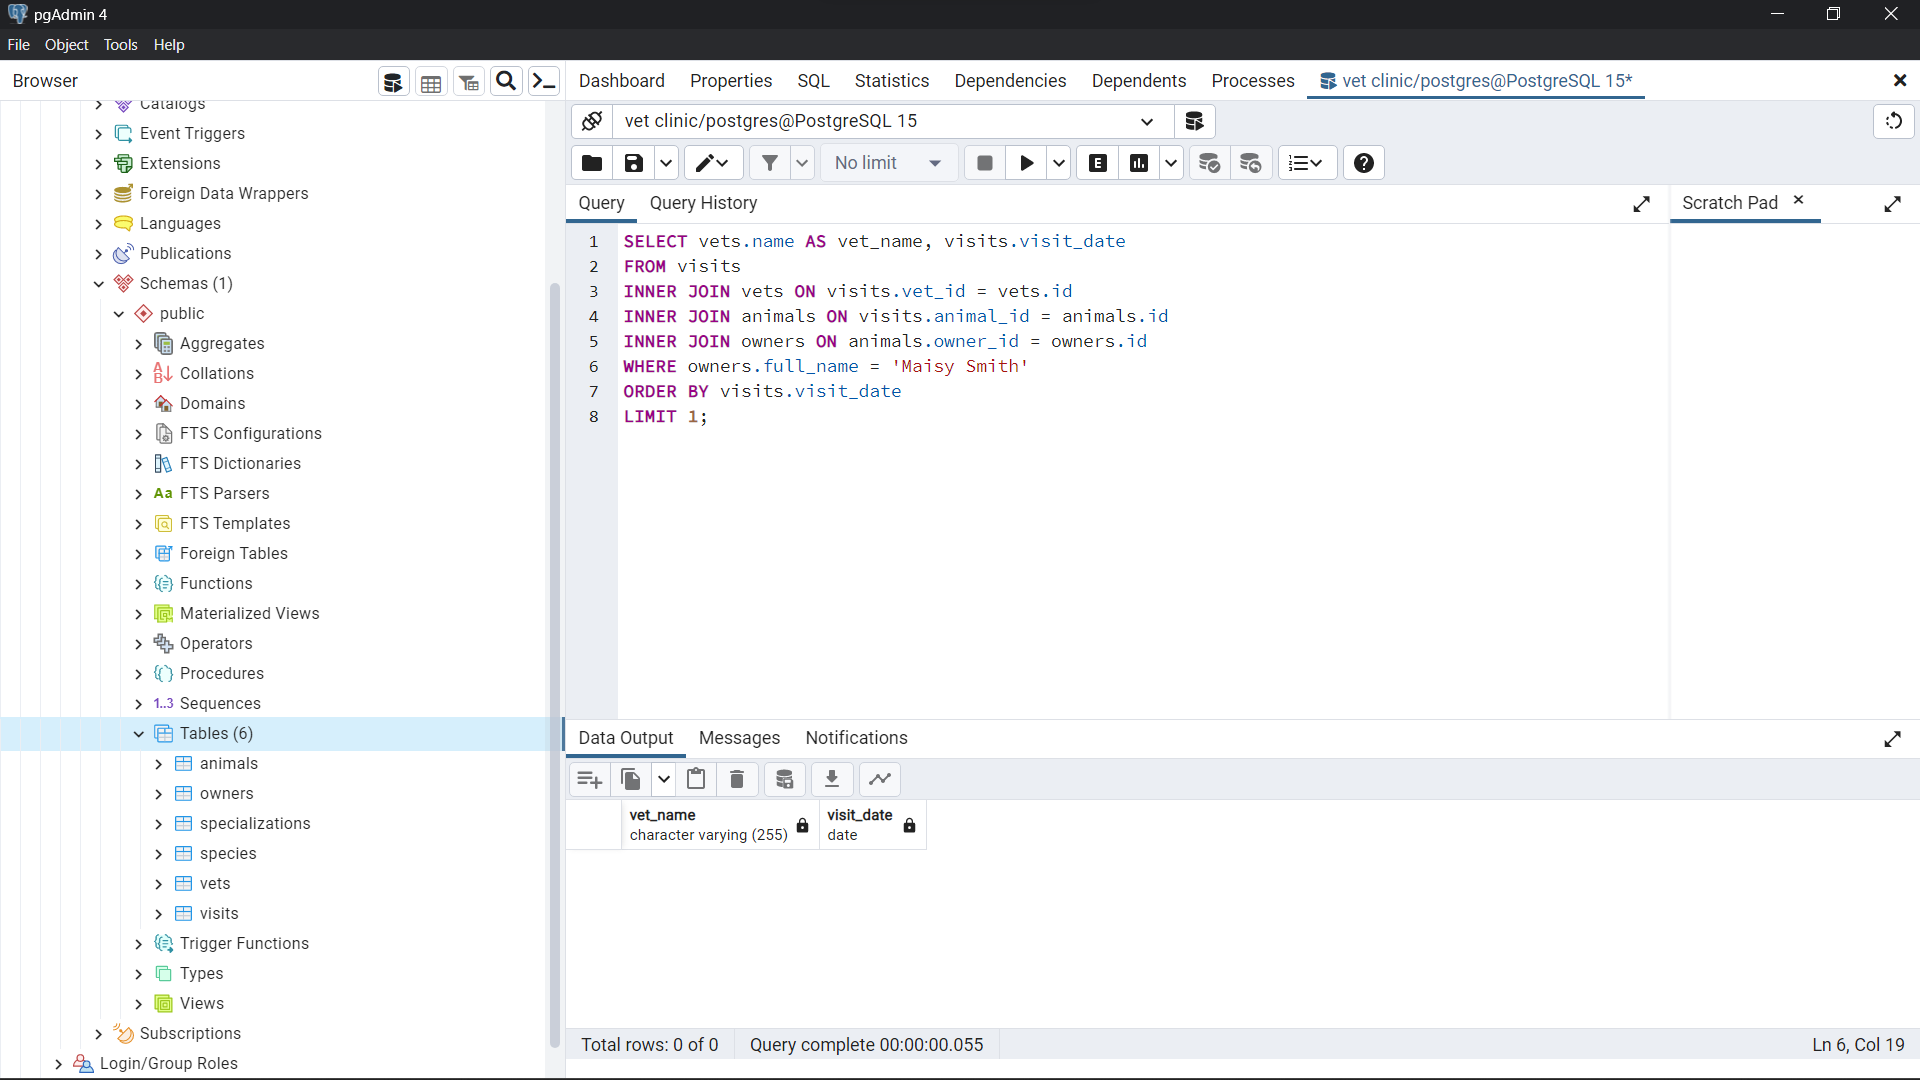 pgAdmin 4
File Object Tools Help
Browser
Dashboard Properties SQL Statistics Dependencies Dependents Processes vet clinic/postgres@PostgreSQL 15*
vet clinic/postgres@PostgreSQL 15
No limit
E
Query Query History
Scratch Pad
Catalogs
Event Triggers
Extensions
Foreign Data Wrappers
Languages
Publications
Schemas (1)
public
Aggregates
Collations
Domains
FTS Configurations
FTS Dictionaries
Aa FTS Parsers
FTS Templates
Foreign Tables
Functions
Materialized Views
Operators
Procedures
1..3 Sequences
Tables (6)
animals
owners
specializations
species
vets
visits
Trigger Functions
Types
Views
Subscriptions
Login/Group Roles
1 SELECT vets.name AS vet_name, visits.visit_date
2 FROM visits
3 INNER JOIN vets ON visits.vet_id = vets.id
4 INNER JOIN animals ON visits.animal_id = animals.id
5 INNER JOIN owners ON animals.owner_id = owners.id
6 WHERE owners.full_name = 'Maisy Smith'
7 ORDER BY visits.visit_date
8 LIMIT 1;
Data Output Messages Notifications
vet_name
character varying (255)
visit_date
date
Total rows: 0 of 0 Query complete 00:00:00.055 Ln 6, Col 19